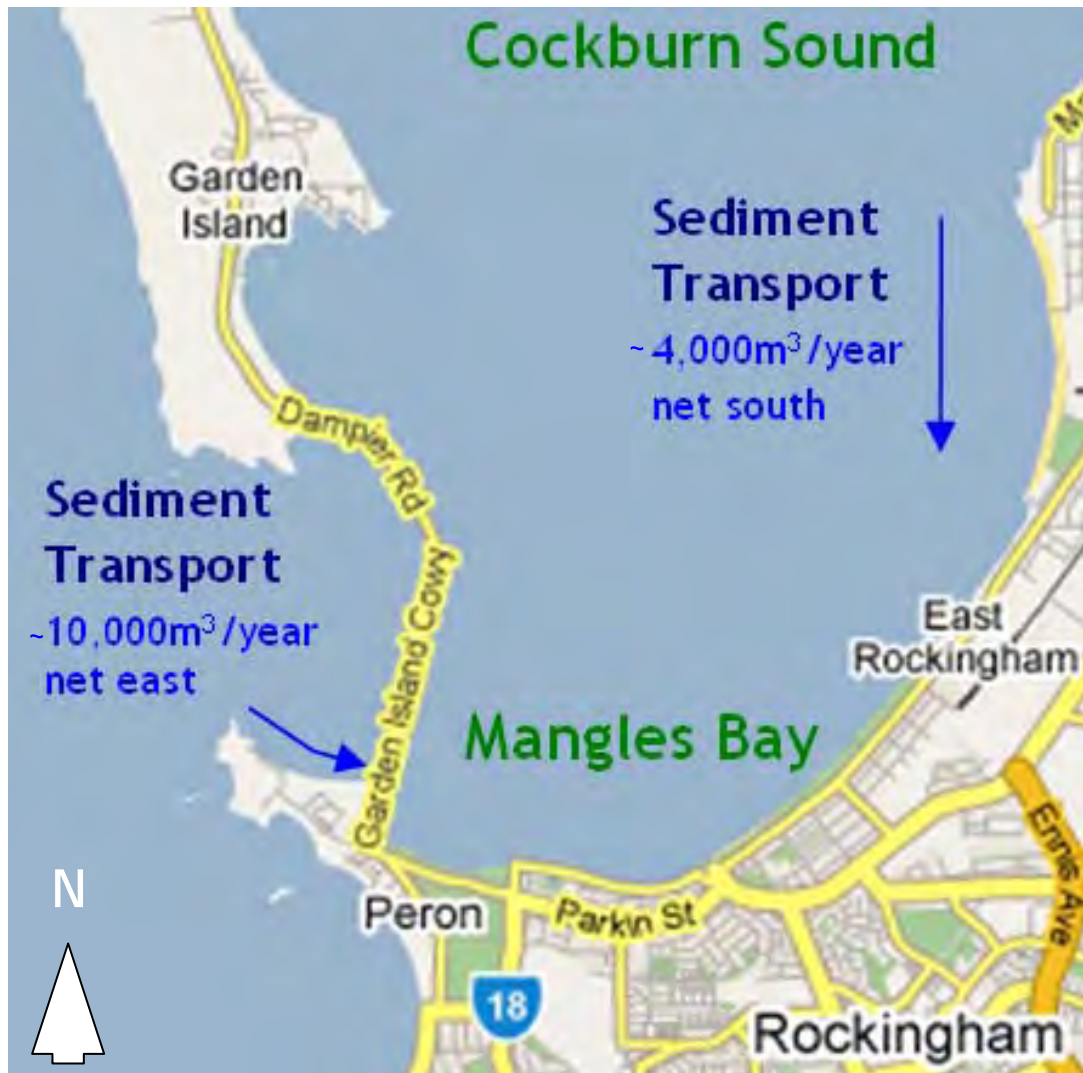 Cockburn Sound
Garden
Island
Sediment
Transport
~4,000m³/year
net south
Dampier Rd
Sediment
Transport
~10,000m³/year
net east
Garden Island Cswy
East
Rockingham
Mangles Bay
Ennis Ave
N
Peron
Parkin St
18
Rockingham